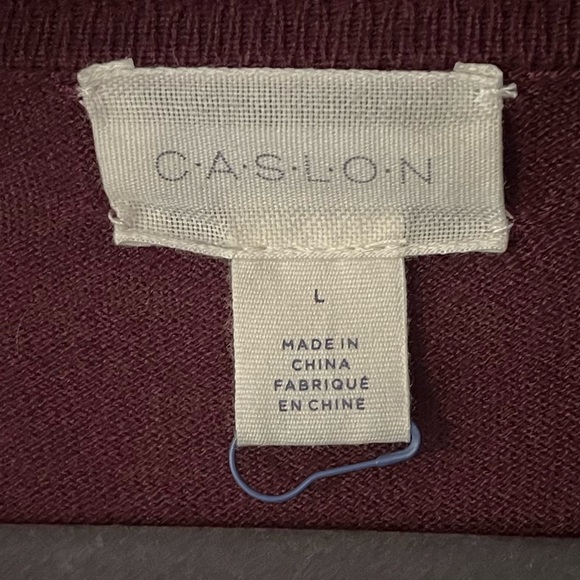 C·A·S·L·O·N
L
MADE IN
CHINA
FABRIQUÉ
EN CHINE